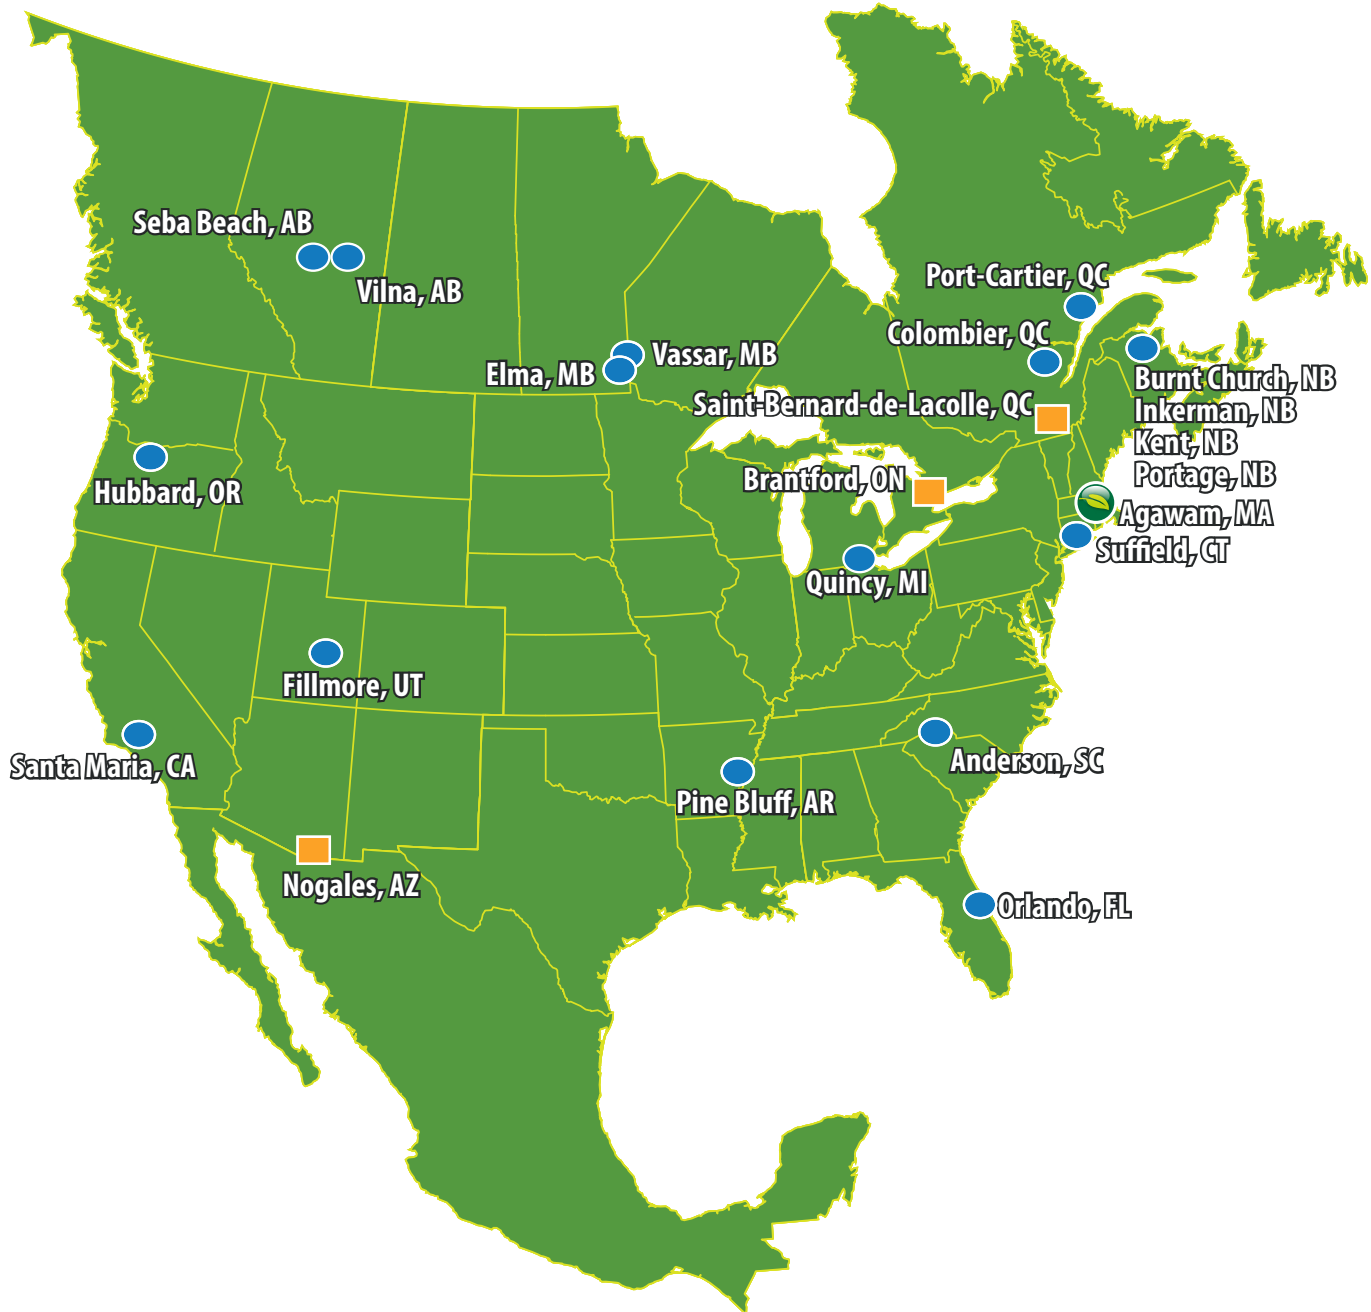 Seba Beach, AB
Vilna, AB
Port-Cartier, QC
Colombier, QC
Vassar, MB
Elma, MB
Burnt Church, NB
Inkerman, NB
Kent, NB
Portage, NB
Saint-Bernard-de-Lacolle, QC
Brantford, ON
Hubbard, OR
Agawam, MA
Suffield, CT
Quincy, MI
Fillmore, UT
Santa Maria, CA
Anderson, SC
Pine Bluff, AR
Nogales, AZ
Orlando, FL